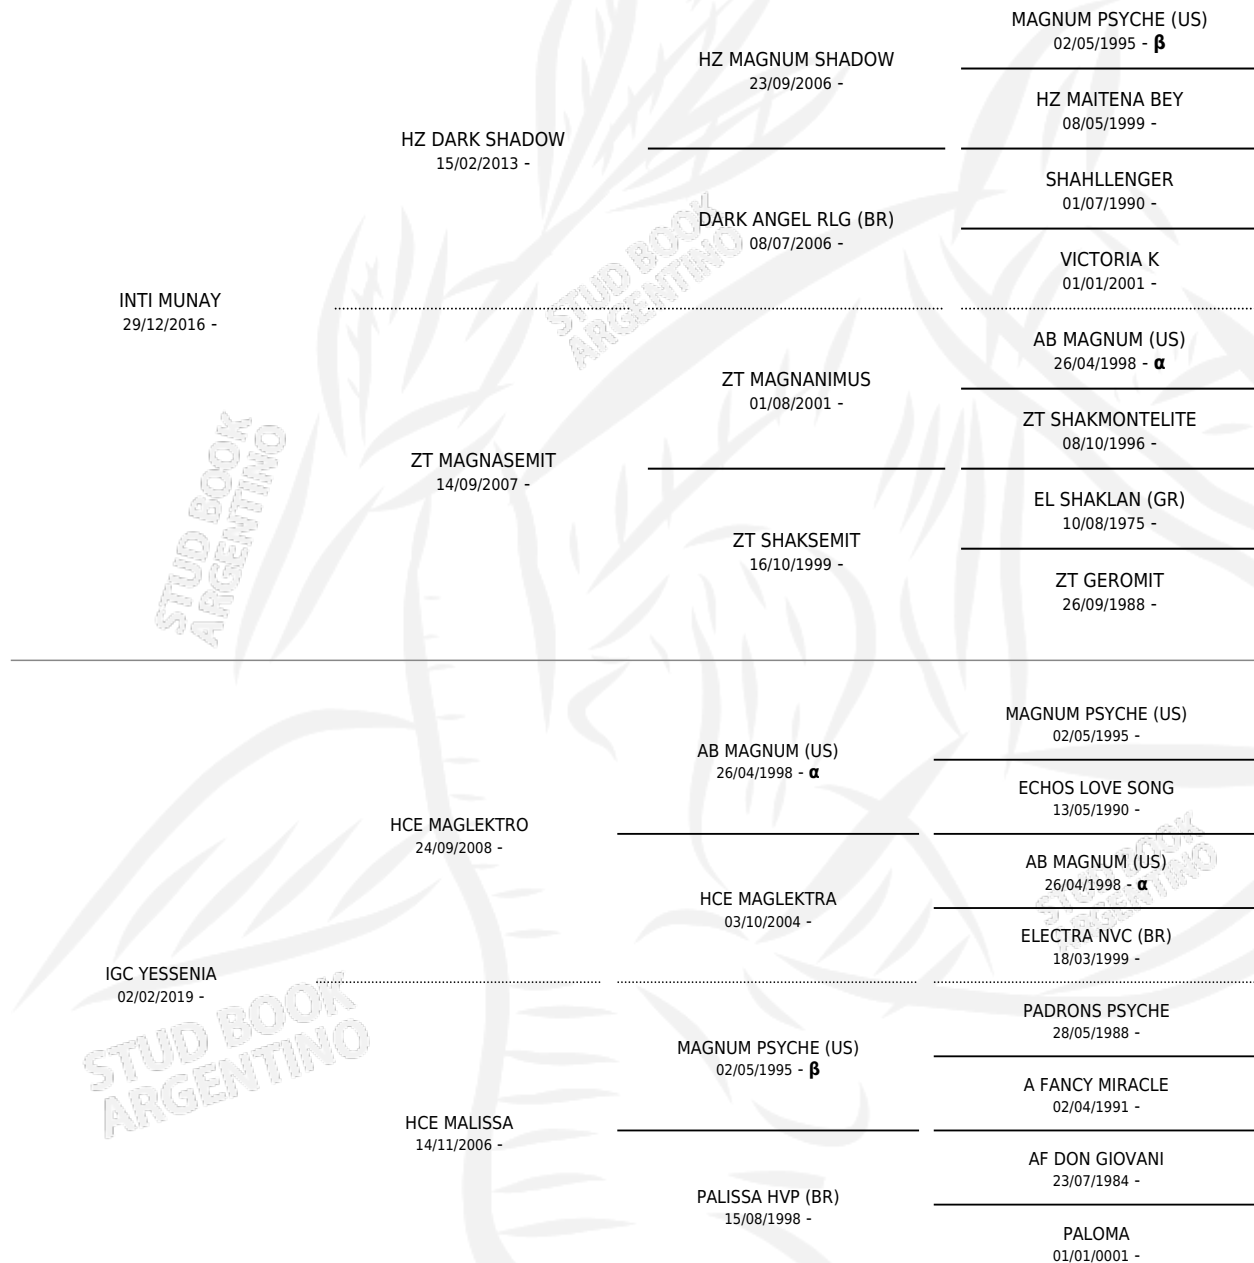 MAGNUM PSYCHE (US)
02/05/1995 - β
HZ MAGNUM SHADOW
23/09/2006 -
HZ MAITENA BEY
08/05/1999 -
HZ DARK SHADOW
15/02/2013 -
SHAHLLENGER
01/07/1990 -
DARK ANGEL RLG (BR)
08/07/2006 -
VICTORIA K
01/01/2001 -
INTI MUNAY
29/12/2016 -
STUD BOOK
ARGENTINO
AB MAGNUM (US)
26/04/1998 - α
ZT MAGNANIMUS
01/08/2001 -
ZT SHAKMONTELITE
08/10/1996 -
ZT MAGNASEMIT
14/09/2007 -
EL SHAKLAN (GR)
10/08/1975 -
ZT SHAKSEMIT
16/10/1999 -
ZT GEROMIT
26/09/1988 -
STUD BOOK
ARGENTINO
MAGNUM PSYCHE (US)
02/05/1995 -
AB MAGNUM (US)
26/04/1998 - α
ECHOS LOVE SONG
13/05/1990 -
HCE MAGLEKTRO
24/09/2008 -
AB MAGNUM (US)
26/04/1998 - α
STUD BOOK
ARGENTINO
HCE MAGLEKTRA
03/10/2004 -
ELECTRA NVC (BR)
18/03/1999 -
IGC YESSENIA
02/02/2019 -
STUD BOOK
ARGENTINO
PADRONS PSYCHE
28/05/1988 -
MAGNUM PSYCHE (US)
02/05/1995 - β
A FANCY MIRACLE
02/04/1991 -
HCE MALISSA
14/11/2006 -
AF DON GIOVANI
23/07/1984 -
PALISSA HVP (BR)
15/08/1998 -
PALOMA
01/01/0001 -